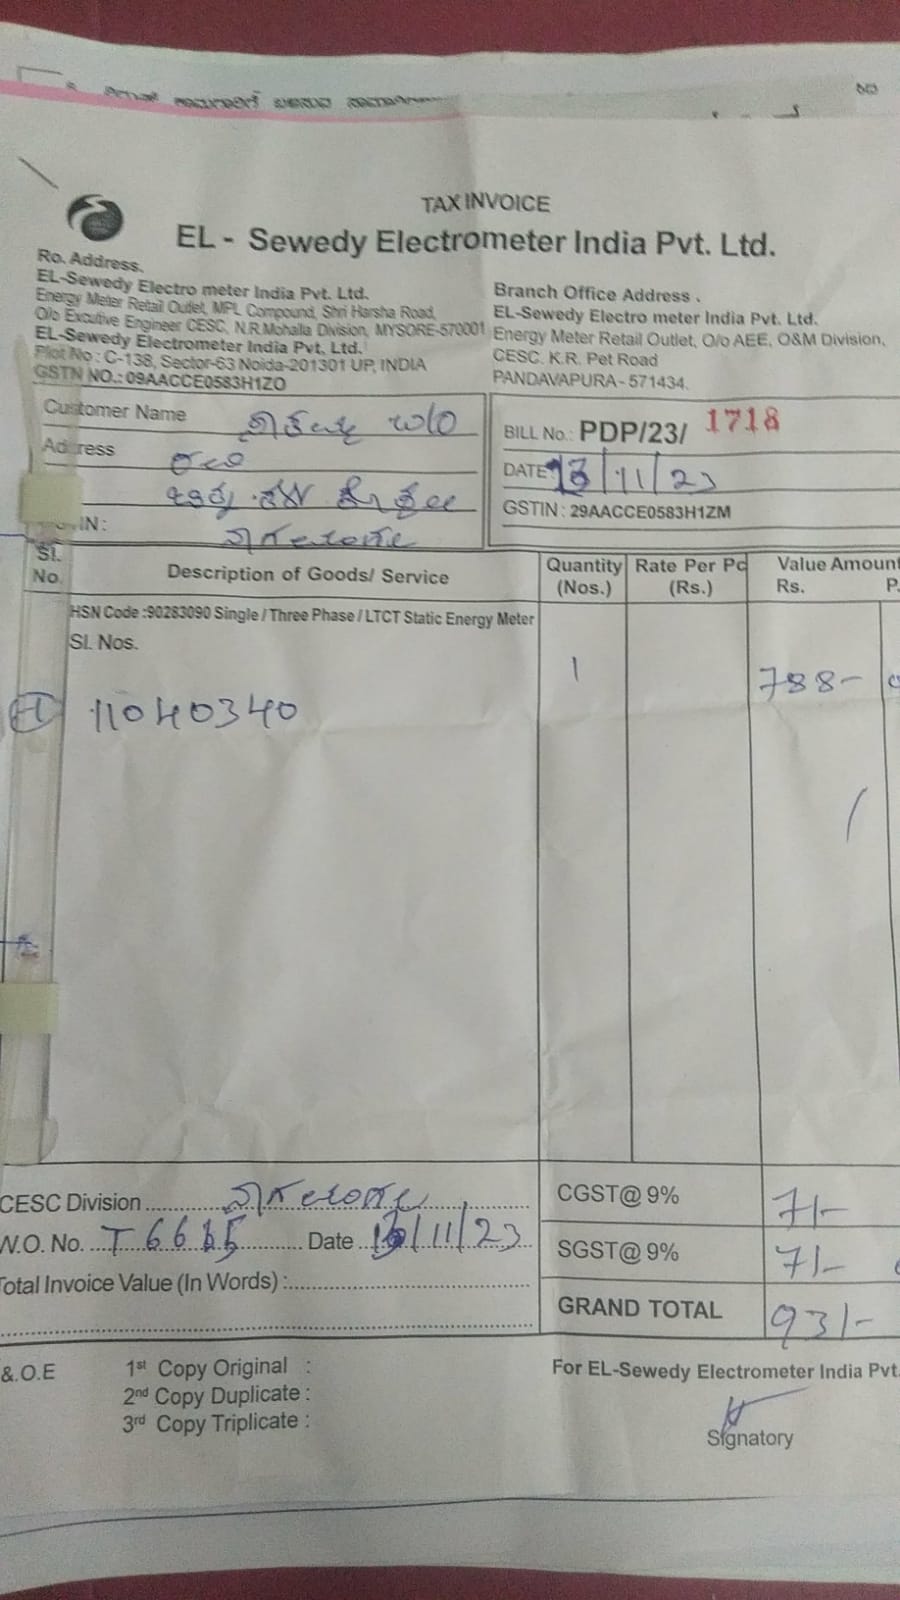 TAX INVOICE
EL - Sewedy Electrometer India Pvt. Ltd.
Ro. Address.
EL-Sewedy Electro meter India Pvt. Ltd.
Energy Meter Retail Outlet, MPL Compound, Shri Harsha Road,
O/o Excutive Engineer CESC, N.R.Mohalla Division, MYSORE-570001
EL-Sewedy Electrometer India Pvt, Ltd.
Plot No : C-138, Sector-63 Noida-201301 UP, INDIA
GSTN NO.: 09AACCE0583H1ZO
Branch Office Address .
EL-Sewedy Electro meter India Pvt. Ltd.
Energy Meter Retail Outlet, O/o AEE, O&M Division,
CESC. K.R. Pet Road
PANDAVAPURA - 571434.
Customer Name
Address
IN :
BILL No.: PDP/23/ 1718
DATE 13/11/23
GSTIN : 29AACCE0583H1ZM
Sl. No. Description of Goods/ Service Quantity (Nos.) Rate Per Pc (Rs.) Value Amount Rs. P.
HSN Code :90283090 Single / Three Phase / LTCT Static Energy Meter
Sl. Nos.
1 788-
11040340
CESC Division
W.O. No. T 6615 Date 13/11/23
Total Invoice Value (In Words) :
CGST@ 9% 71-
SGST@ 9% 71-
GRAND TOTAL 931-
&.O.E
1st Copy Original :
2nd Copy Duplicate :
3rd Copy Triplicate :
For EL-Sewedy Electrometer India Pvt.
Signatory